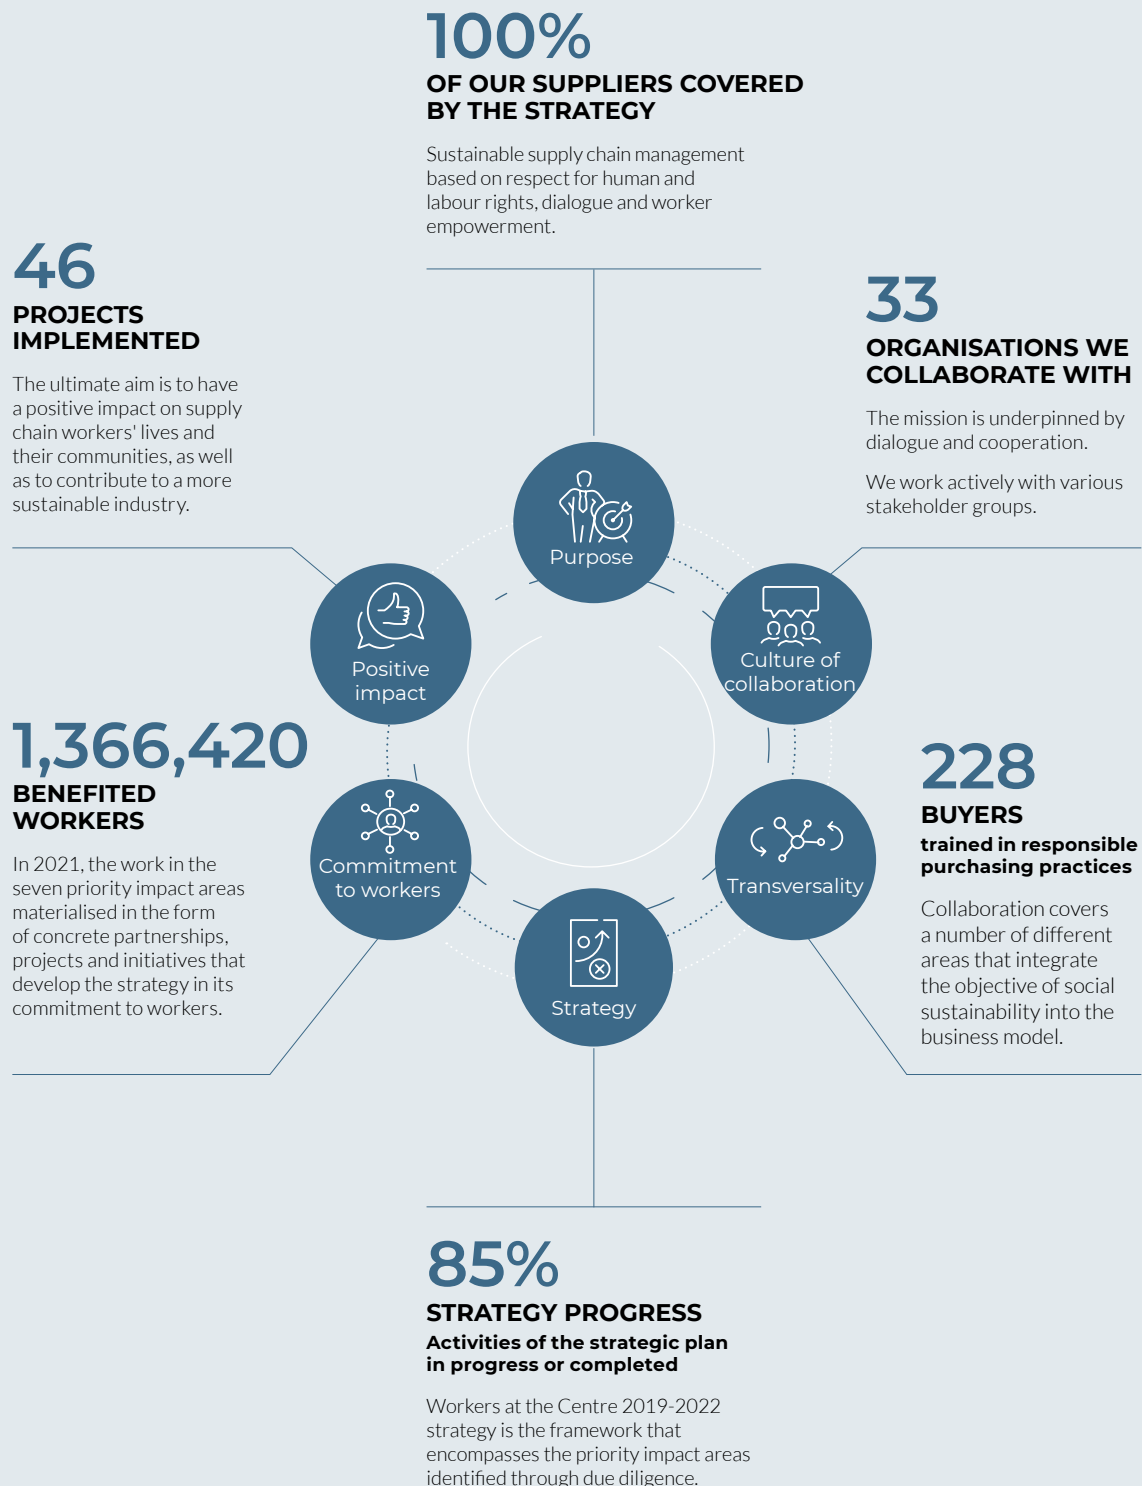 100%
OF OUR SUPPLIERS COVERED
BY THE STRATEGY
Sustainable supply chain management
based on respect for human and
labour rights, dialogue and worker
empowerment.
46
PROJECTS
IMPLEMENTED
The ultimate aim is to have
a positive impact on supply
chain workers' lives and
their communities, as well
as to contribute to a more
sustainable industry.
33
ORGANISATIONS WE
COLLABORATE WITH
The mission is underpinned by
dialogue and cooperation.
We work actively with various
stakeholder groups.
Purpose
Positive
impact
Culture of
collaboration
1,366,420
BENEFITED
WORKERS
In 2021, the work in the
seven priority impact areas
materialised in the form
of concrete partnerships,
projects and initiatives that
develop the strategy in its
commitment to workers.
Commitment
to workers
Transversality
228
BUYERS
trained in responsible
purchasing practices
Collaboration covers
a number of different
areas that integrate
the objective of social
sustainability into the
business model.
Strategy
85%
STRATEGY PROGRESS
Activities of the strategic plan
in progress or completed
Workers at the Centre 2019-2022
strategy is the framework that
encompasses the priority impact areas
identified through due diligence.